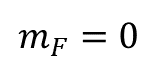 m_F = 0